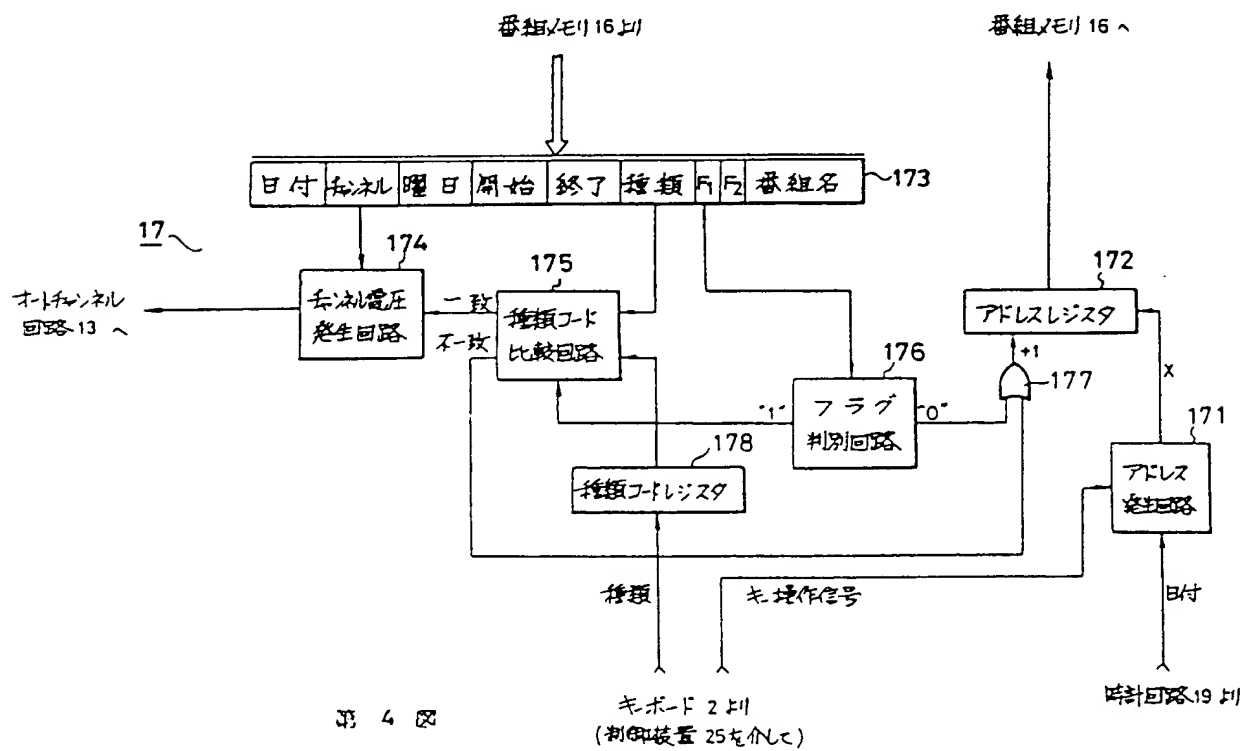 番組メモリ16より
番組メモリ16へ
日付 チャンネル 曜日 開始 終了 種類 F1 F2 番組名
173
17
174
175
172
オートチャンネル
回路13へ
チャンネル電圧
発生回路
一致
不一致
種類コード
比較回路
アドレスレジスタ
176
+1
177
X
"1"
フラグ
判別回路
"0"
171
178
種類コードレジスタ
アドレス
発生回路
種類
キー操作信号
日付
キーボード2より
(制御装置25を介して)
時計回路19より
第4図